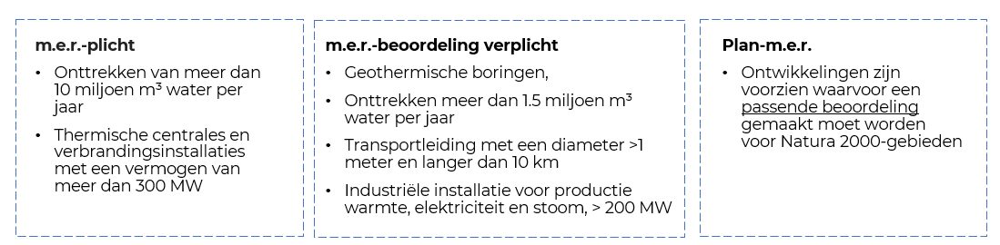 m.e.r.-plicht
• Onttrekken van meer dan
10 miljoen m³ water per
jaar
• Thermische centrales en
verbrandingsinstallaties
met een vermogen van
meer dan 300 MW
m.e.r.-beoordeling verplicht
• Geothermische boringen,
• Onttrekken meer dan 1.5 miljoen m³
water per jaar
• Transportleiding met een diameter >1
meter en langer dan 10 km
• Industriële installatie voor productie
warmte, elektriciteit en stoom, > 200 MW
Plan-m.e.r.
• Ontwikkelingen zijn
voorzien waarvoor een
passende beoordeling
gemaakt moet worden
voor Natura 2000-gebieden